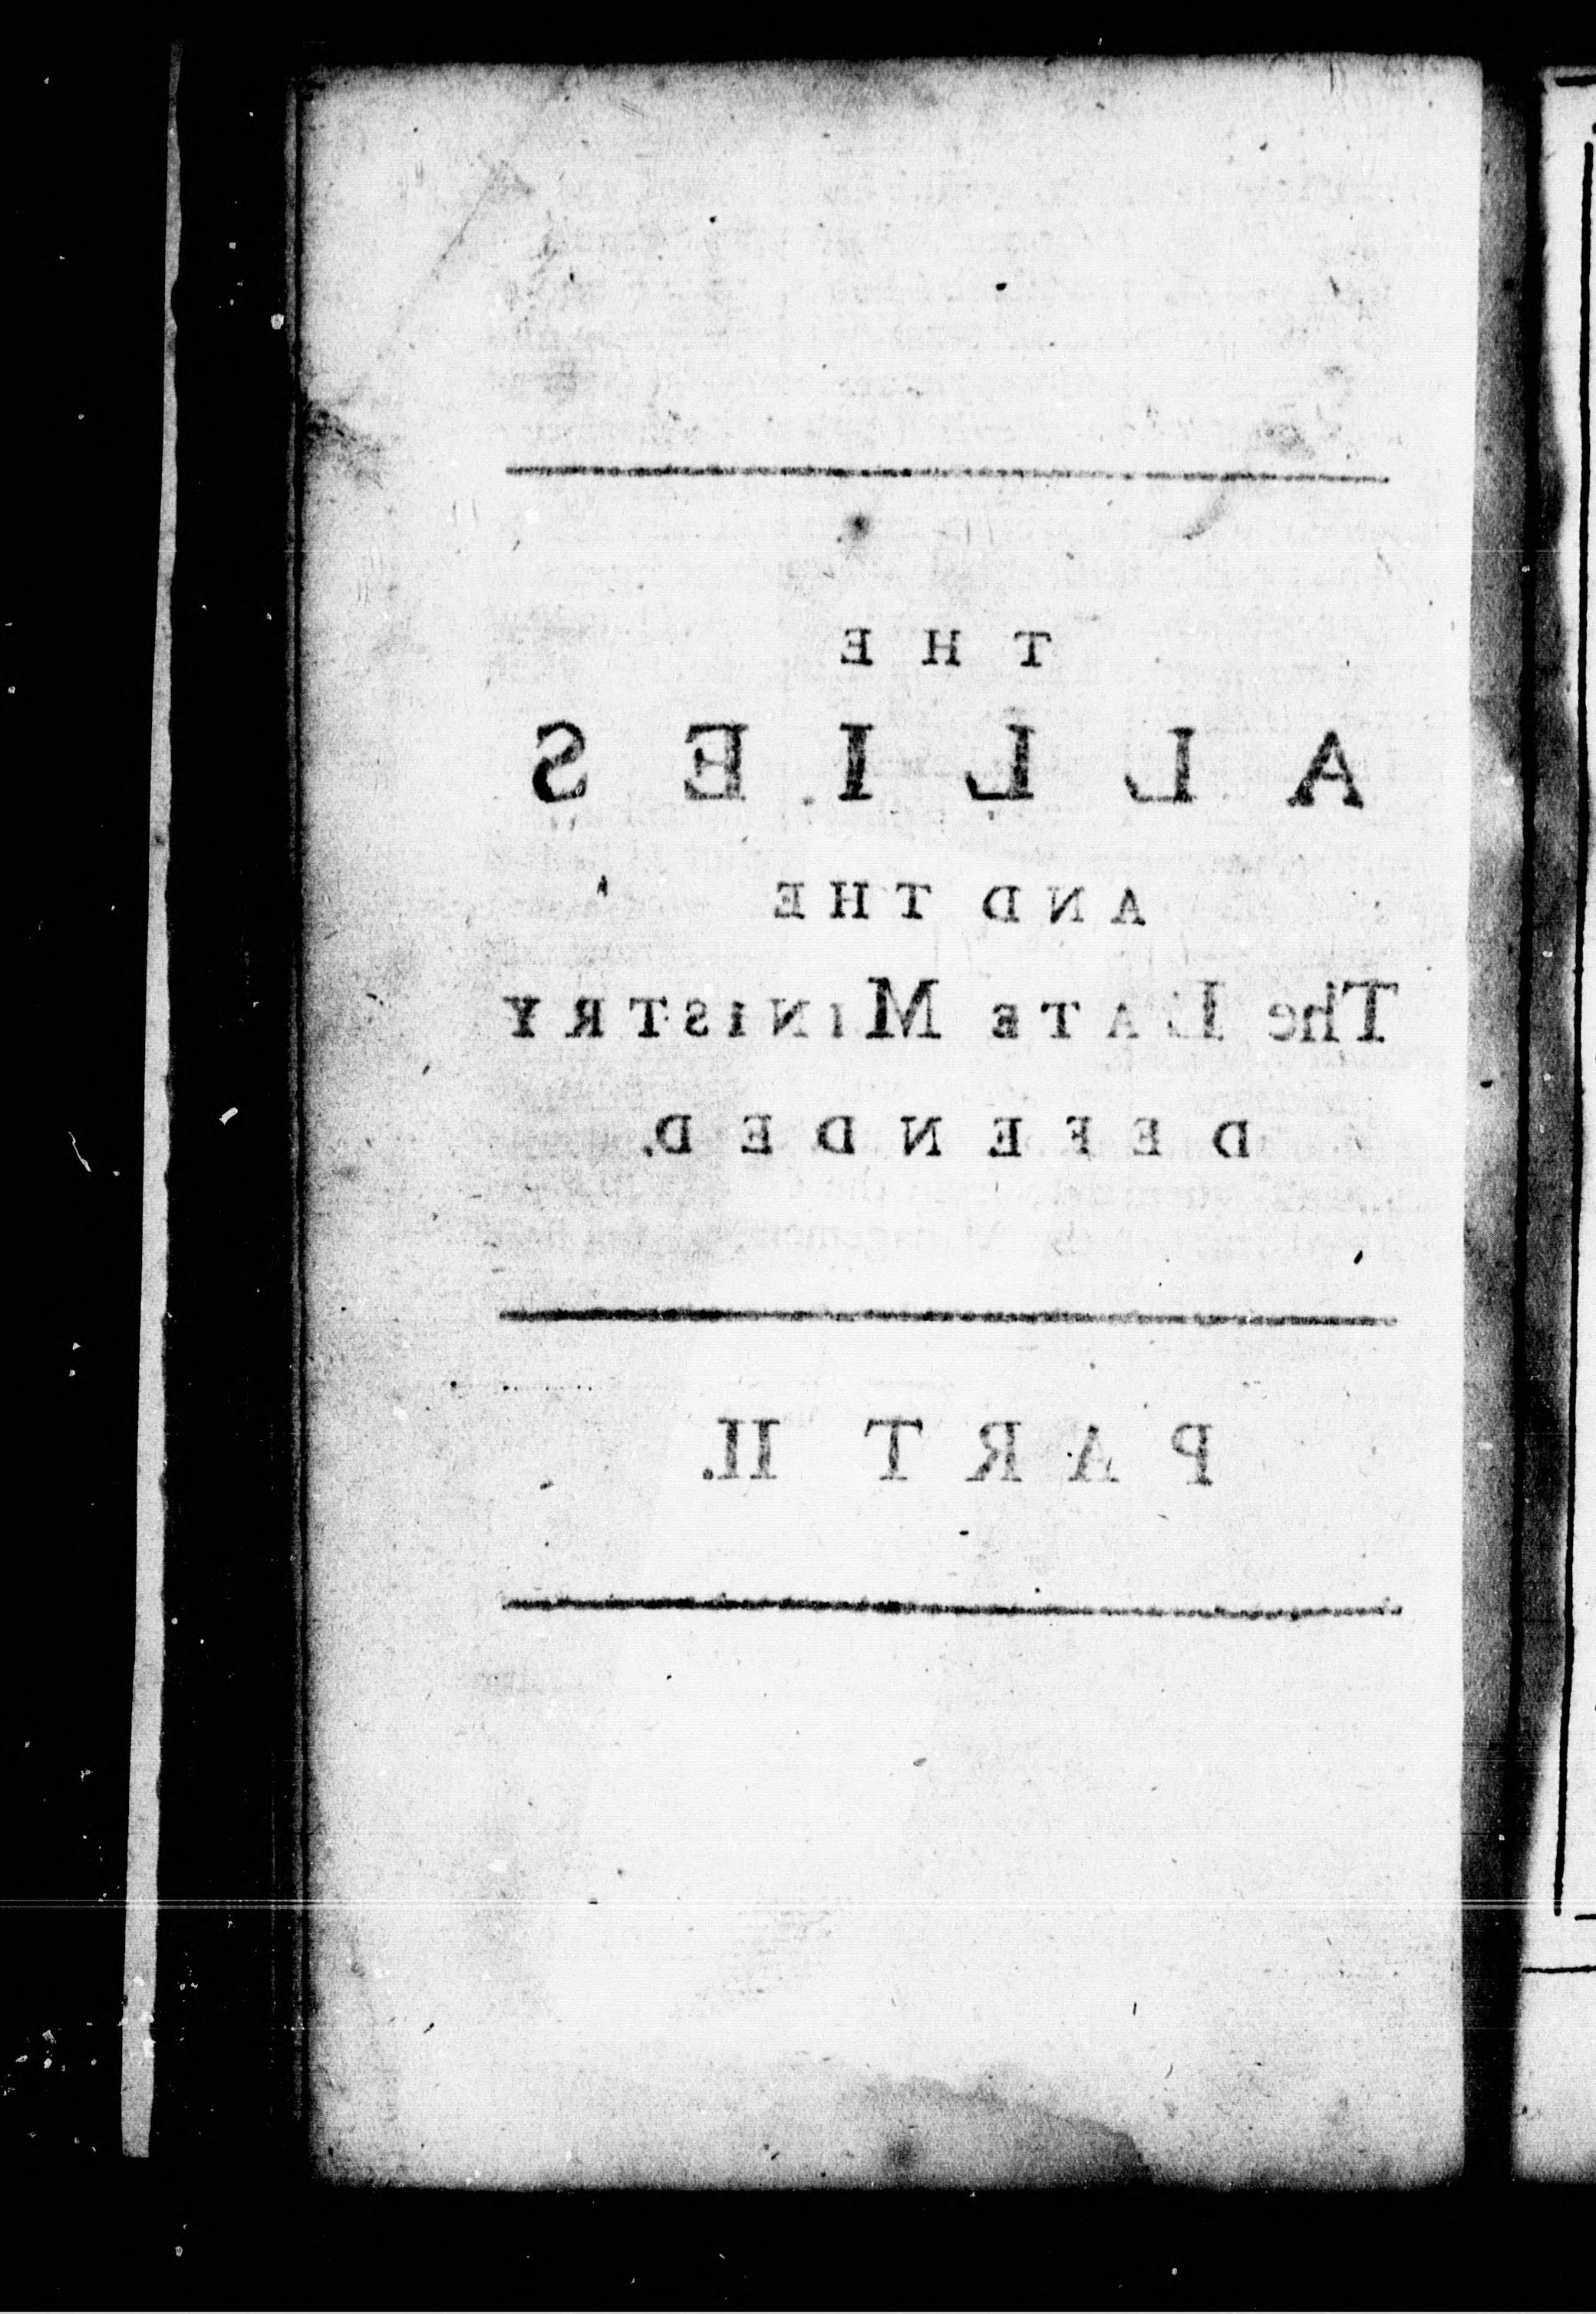 THE
ALLIES
AND THE
The LATE MINISTRY
DEFENDED.
PART II.